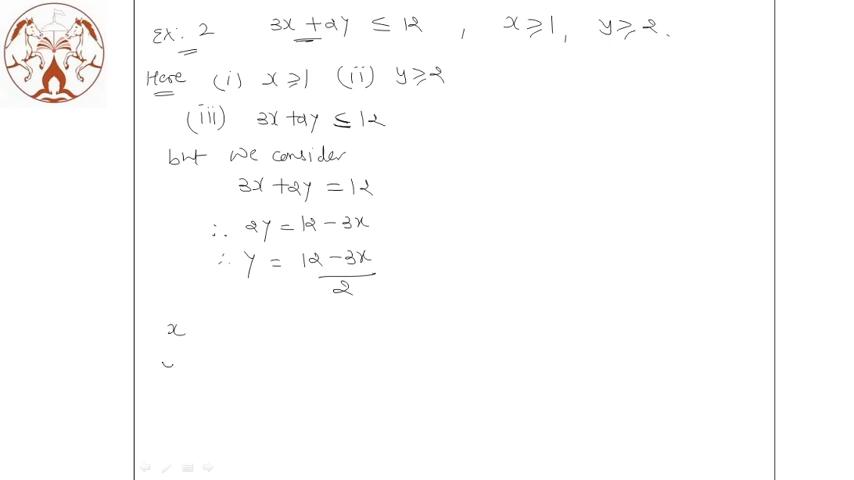 Ex: 2 3x + 2y ≤ 12 , x ≥ 1 , y ≥ 2 .
Here (i) x ≥ 1 (ii) y ≥ 2
(iii) 3x + 2y ≤ 12
but we consider
3x + 2y = 12
∴ 2y = 12 - 3x
∴ y = 12 - 3x
2
x